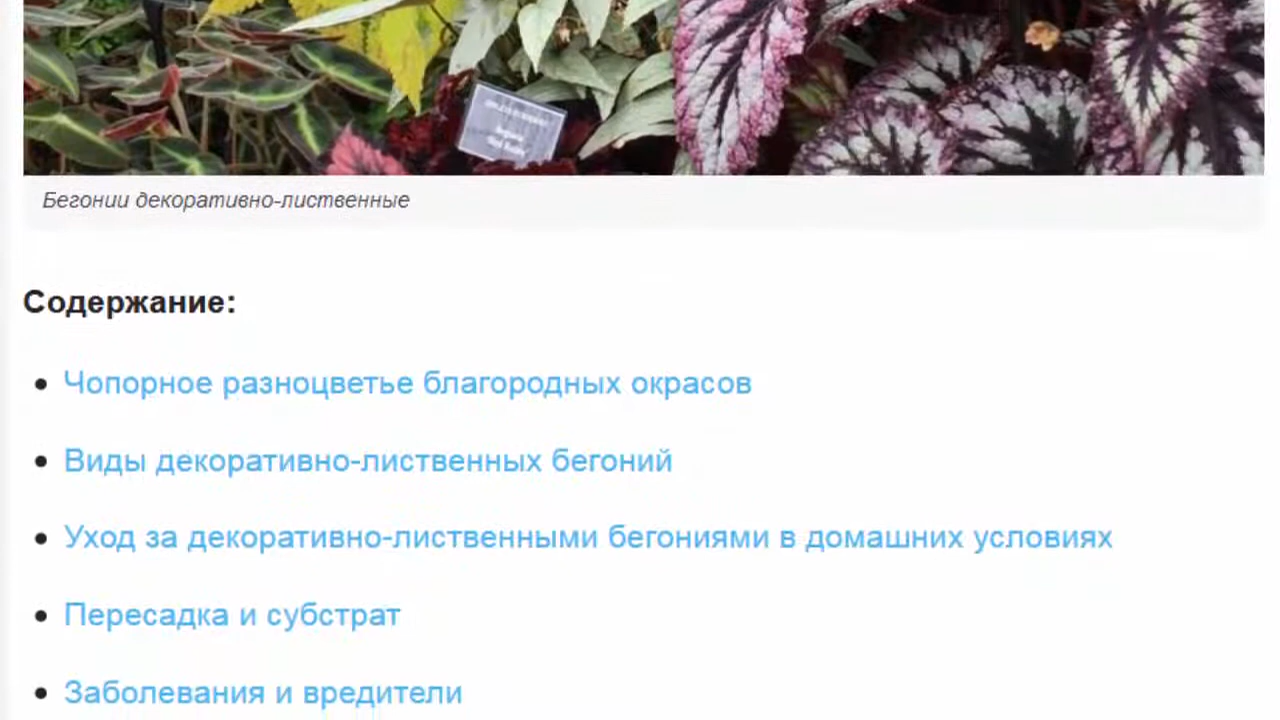 Бегонии декоративно-лиственные
Содержание:
Чопорное разноцветье благородных окрасов
Виды декоративно-лиственных бегоний
Уход за декоративно-лиственными бегониями в домашних условиях
Пересадка и субстрат
Заболевания и вредители